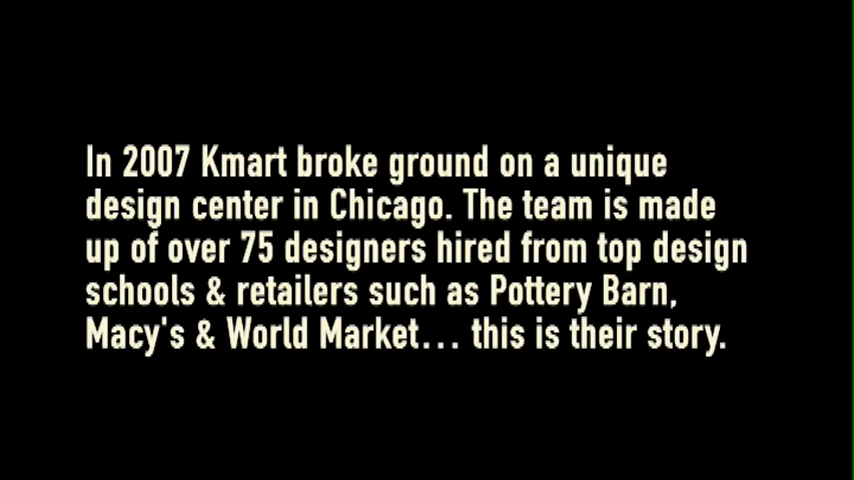 In 2007 Kmart broke ground on a unique
design center in Chicago. The team is made
up of over 75 designers hired from top design
schools & retailers such as Pottery Barn,
Macy's & World Market... this is their story.